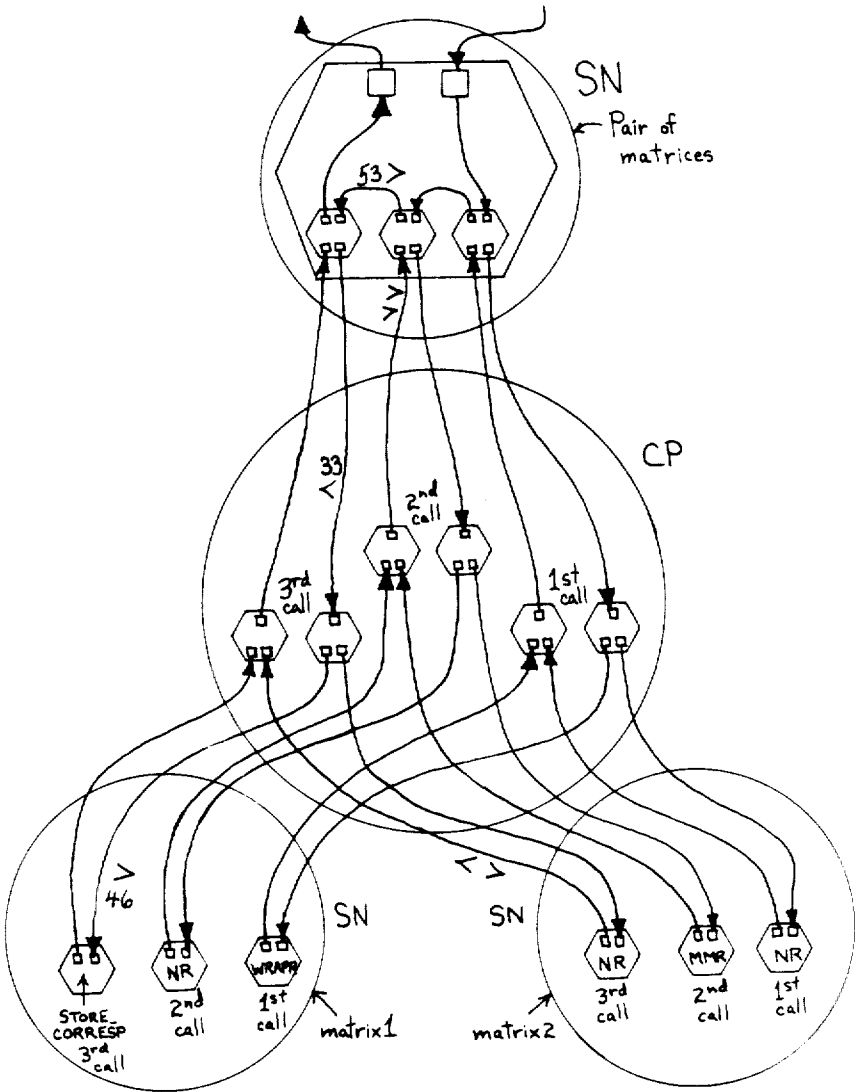 SN
Pair of
matrices
53 >
> >
CP
33
<
2nd
call
3rd
call
1st
call
>
46
< >
SN
SN
NR
WRAPR
NR
MMR
NR
STORE_
CORRESP
3rd
call
2nd
call
1st
call
matrix1
matrix2
3rd
call
2nd
call
1st
call